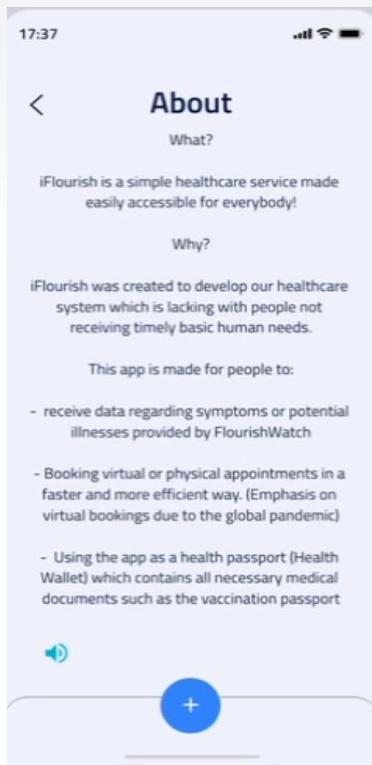 17:37
About
What?
iFlourish is a simple healthcare service made
easily accessible for everybody!
Why?
iFlourish was created to develop our healthcare
system which is lacking with people not
receiving timely basic human needs.
This app is made for people to:
- receive data regarding symptoms or potential
illnesses provided by FlourishWatch
- Booking virtual or physical appointments in a
faster and more efficient way. (Emphasis on
virtual bookings due to the global pandemic)
- Using the app as a health passport (Health
Wallet) which contains all necessary medical
documents such as the vaccination passport